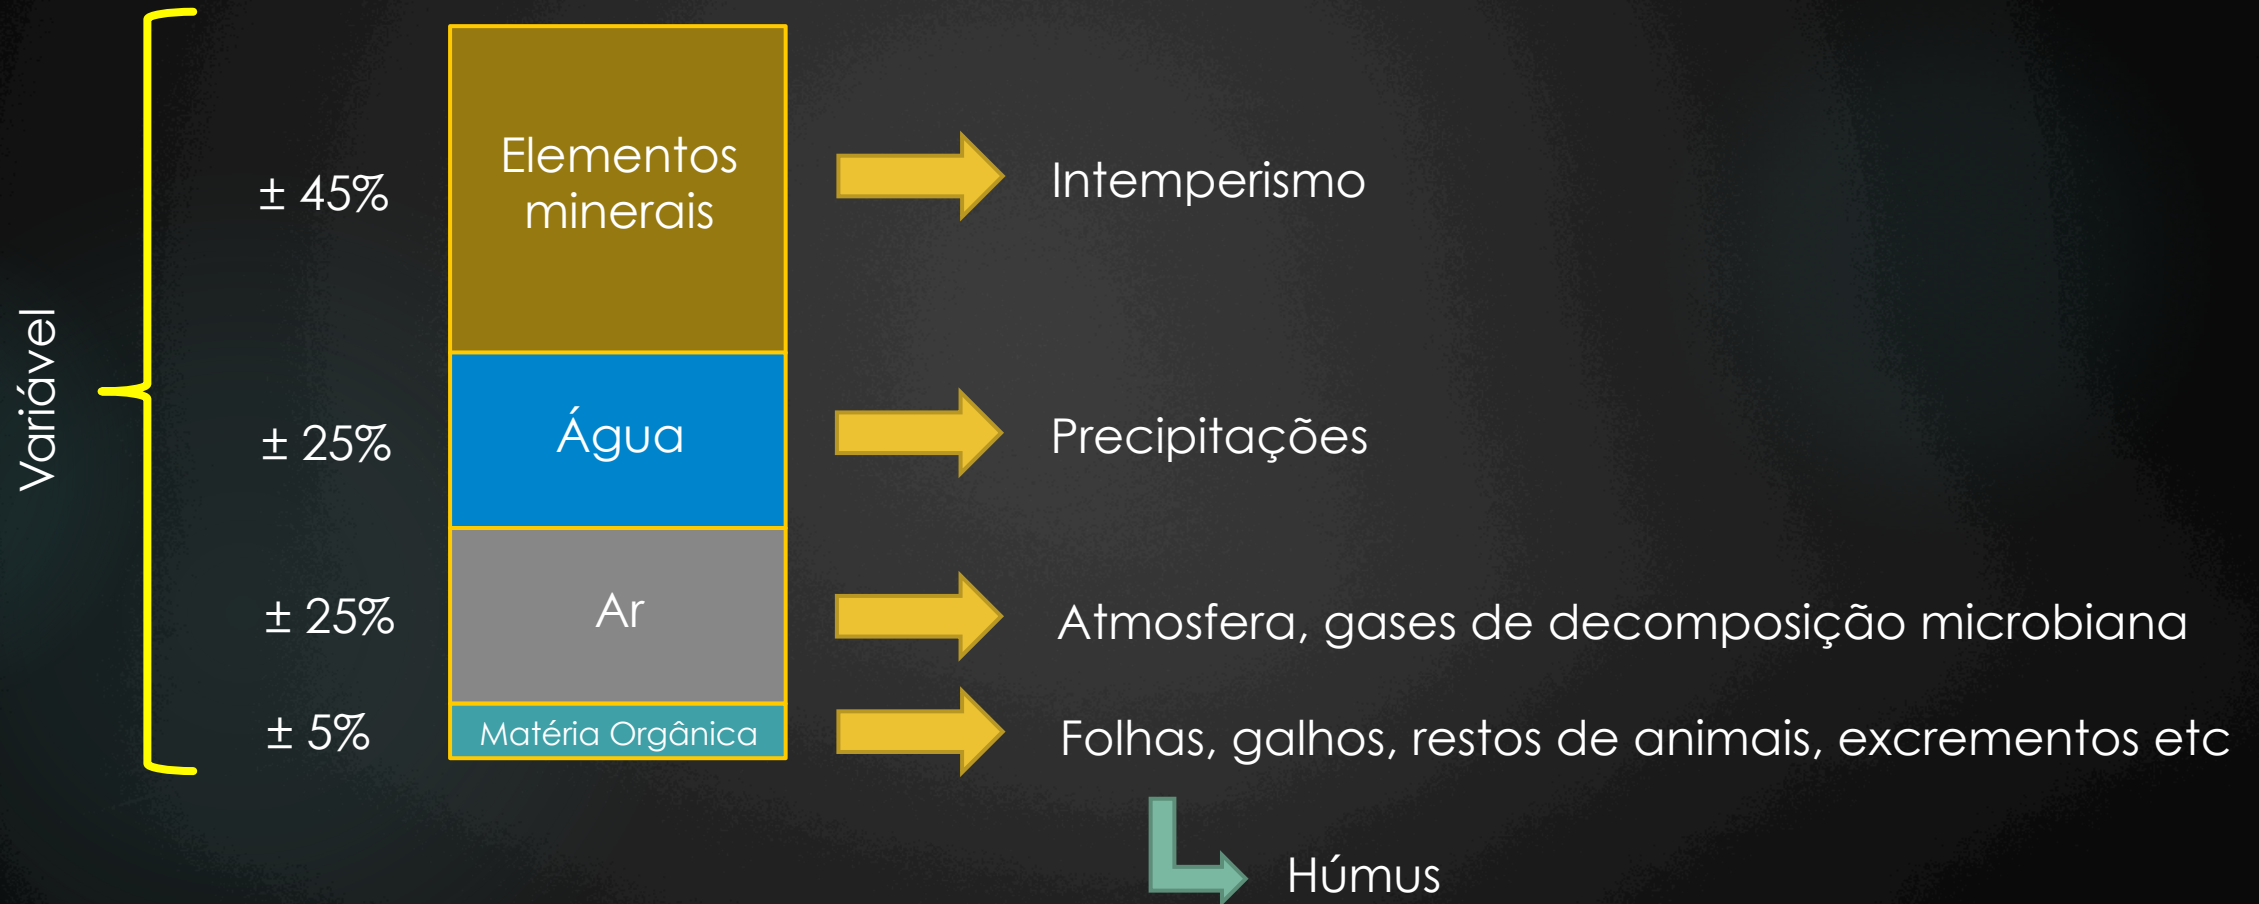 Variável
± 45%
Elementos
minerais
Intemperismo
± 25%
Água
Precipitações
± 25%
Ar
Atmosfera, gases de decomposição microbiana
± 5%
Matéria Orgânica
Folhas, galhos, restos de animais, excrementos etc
Húmus